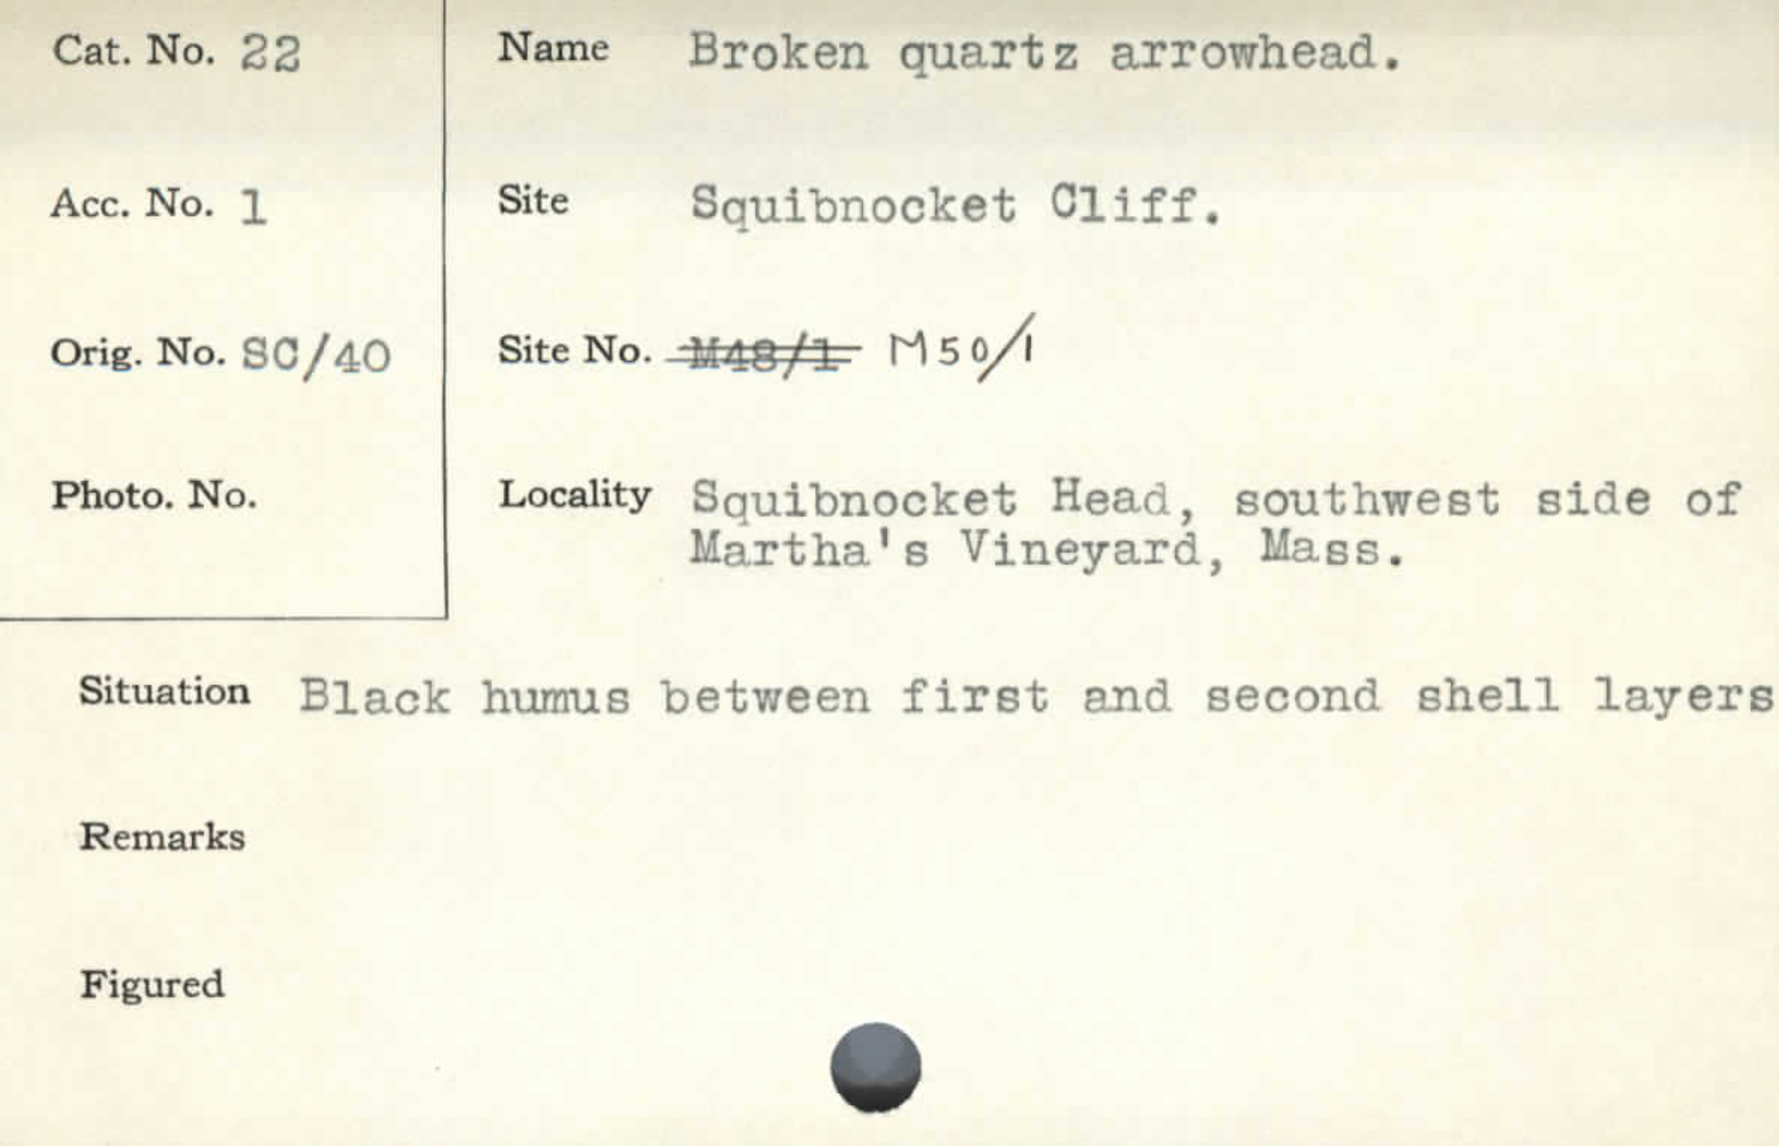 Cat. No. 22
Name Broken quartz arrowhead.
Acc. No. 1
Site Squibnocket Cliff.
Orig. No. SC/40
Site No. M48/1 M50/1
Photo. No.
Locality Squibnocket Head, southwest side of
Martha's Vineyard, Mass.
Situation Black humus between first and second shell layers
Remarks
Figured